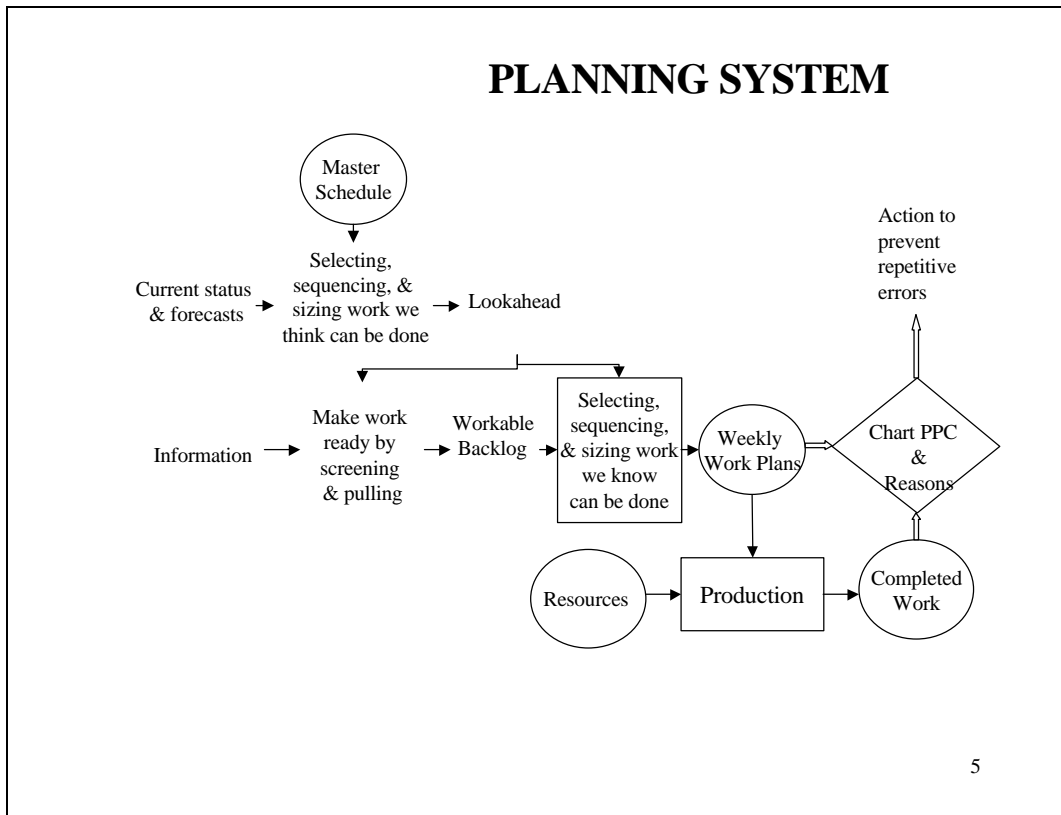 PLANNING SYSTEM
Master
Schedule
Selecting,
sequencing, &
sizing work we
think can be done
Current status
& forecasts
Lookahead
Action to
prevent
repetitive
errors
Information
Make work
ready by
screening
& pulling
Workable
Backlog
Selecting,
sequencing,
& sizing work
we know
can be done
Weekly
Work Plans
Chart PPC
&
Reasons
Resources
Production
Completed
Work
5